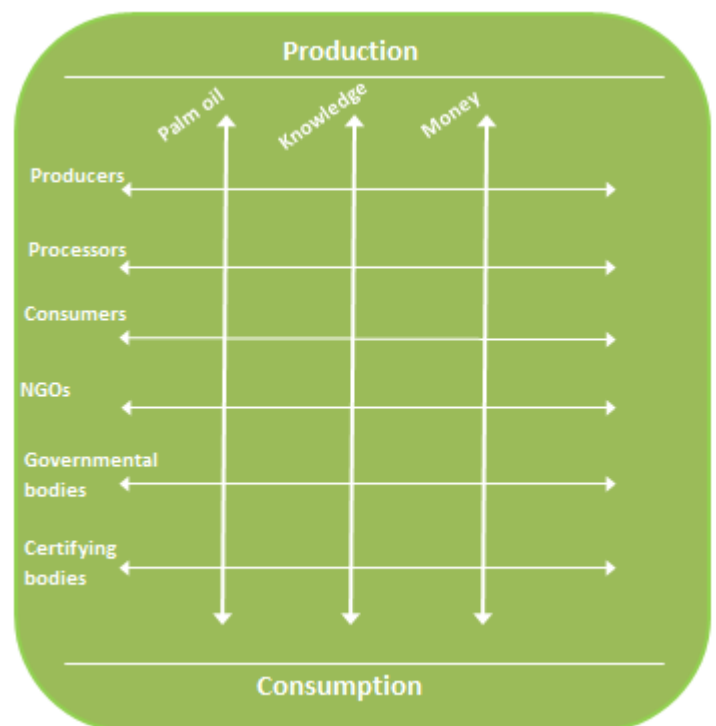 Production
Palm oil
Knowledge
Money
Producers
Processors
Consumers
NGOs
Governmental
bodies
Certifying
bodies
Consumption